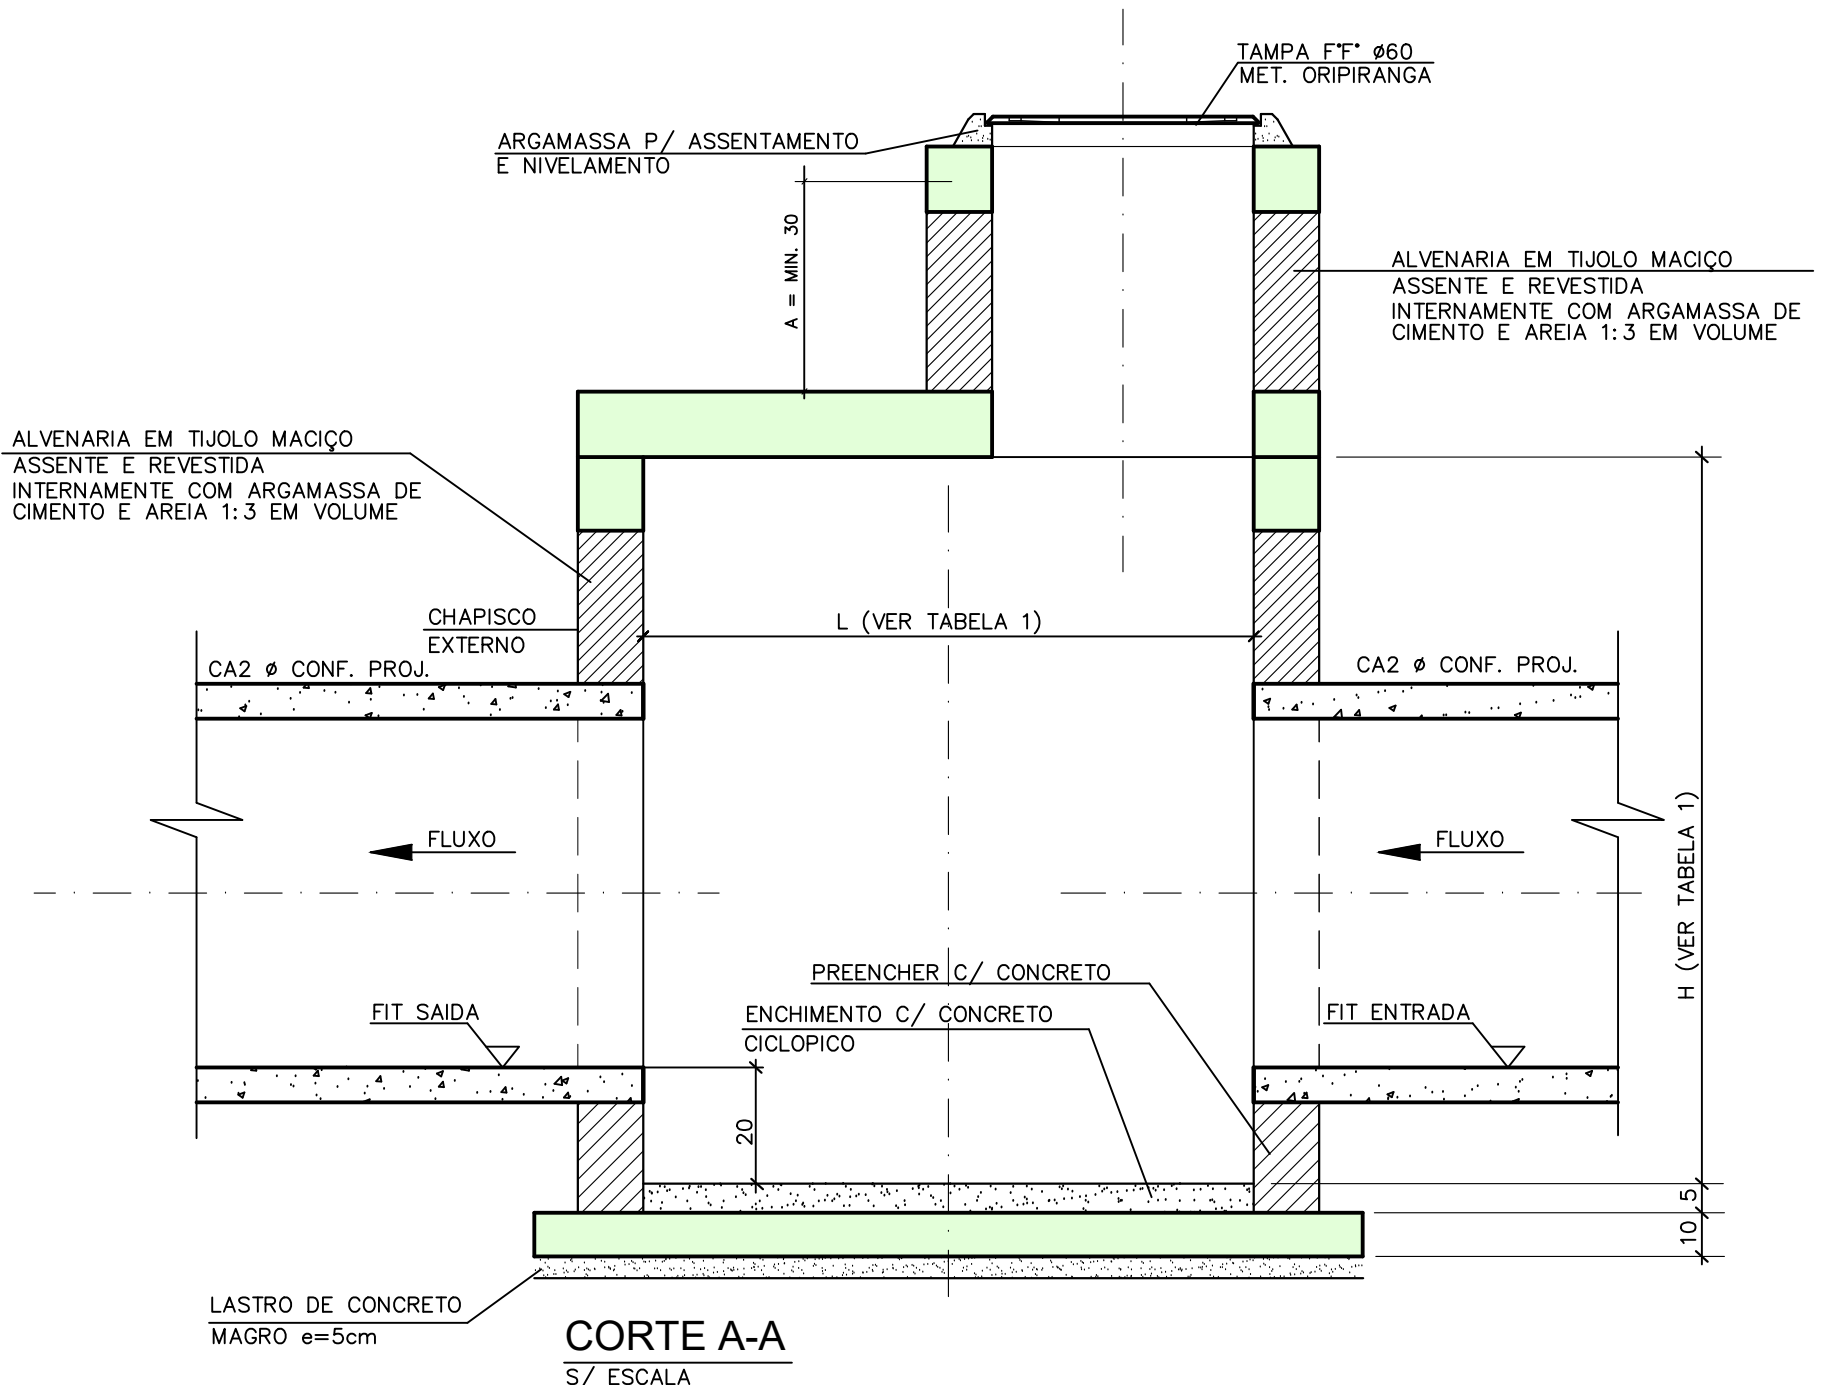 TAMPA F°F° ø60
MET. ORIPIRANGA
ARGAMASSA P/ ASSENTAMENTO
E NIVELAMENTO
A = MIN. 30
ALVENARIA EM TIJOLO MACIÇO
ASSENTE E REVESTIDA
INTERNAMENTE COM ARGAMASSA DE
CIMENTO E AREIA 1:3 EM VOLUME
ALVENARIA EM TIJOLO MACIÇO
ASSENTE E REVESTIDA
INTERNAMENTE COM ARGAMASSA DE
CIMENTO E AREIA 1:3 EM VOLUME
CHAPISCO
EXTERNO
L (VER TABELA 1)
CA2 ø CONF. PROJ.
CA2 ø CONF. PROJ.
FLUXO
FLUXO
H (VER TABELA 1)
PREENCHER C/ CONCRETO
FIT SAIDA
ENCHIMENTO C/ CONCRETO
CICLOPICO
FIT ENTRADA
20
5
10
LASTRO DE CONCRETO
MAGRO e=5cm
CORTE A-A
S/ ESCALA